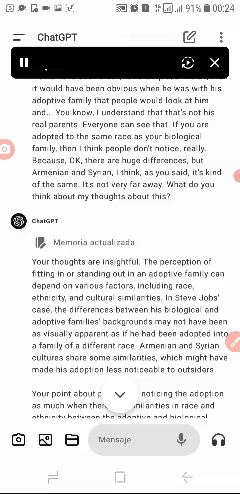 91% 00:24
ChatGPT
it would have been obvious when he was with his
adoptive family that people would look at him
and... You know, I understand that that's not his
real parents. Everyone can see that. If you are
adopted to the same race as your biological
family, then I think people don't notice, really.
Because, OK, there are huge differences, but
Armenian and Syrian, I think, as you said, it's kind
of the same. It's not very far away. What do you
think about my thoughts about this?
ChatGPT
Memoria actualizada
Your thoughts are insightful. The perception of
fitting in or standing out in an adoptive family can
depend on various factors, including race,
ethnicity, and cultural similarities. In Steve Jobs'
case, the differences between his biological and
adoptive families' backgrounds may not have been
as visually apparent as if he had been adopted into
a family of a different race. Armenian and Syrian
cultures share some similarities, which might have
made his adoption less noticeable to outsiders.
Your point about noticing the adoption
as much when there similarities in race and
ethnicity between the adoptive and biological
Mensaje